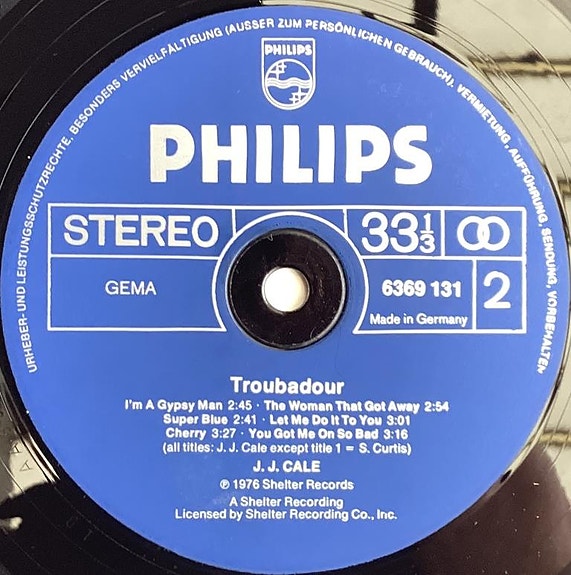 URHEBER- UND LEISTUNGSSCHUTZRECHTE, BESONDERS VERVIELFÄLTIGUNG (AUSSER ZUM PERSÖNLICHEN GEBRAUCH), VERMIETUNG, AUFFÜHRUNG, SENDUNG, VORBEHALTEN
PHILIPS
PHILIPS
STEREO
33⅓
GEMA
6369 131
2
Made in Germany
Troubadour
I'm A Gypsy Man 2:45 · The Woman That Got Away 2:54
Super Blue 2:41 · Let Me Do It To You 3:01
Cherry 3:27 · You Got Me On So Bad 3:16
(all titles: J. J. Cale except title 1 = S. Curtis)
J. J. CALE
℗ 1976 Shelter Records
A Shelter Recording
Licensed by Shelter Recording Co., Inc.